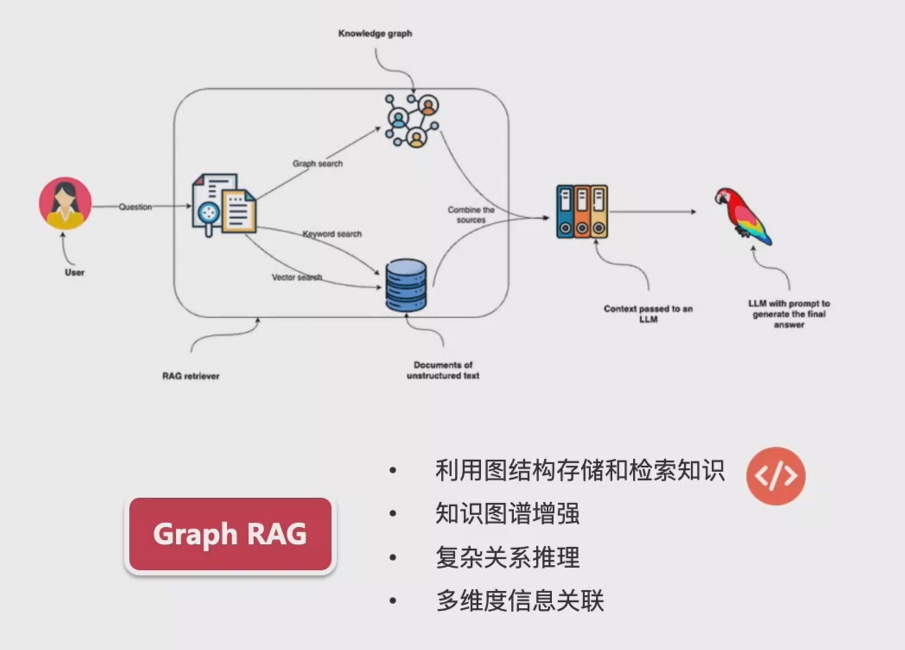 Knowledge graph
Graph search
Question
Keyword search
Combine the
sources
Vector search
User
Context passed to an
LLM
LLM with prompt to
generate the final
answer
RAG retriever
Documents of
unstructured text
Graph RAG
• 利用图结构存储和检索知识
</>
• 知识图谱增强
• 复杂关系推理
• 多维度信息关联